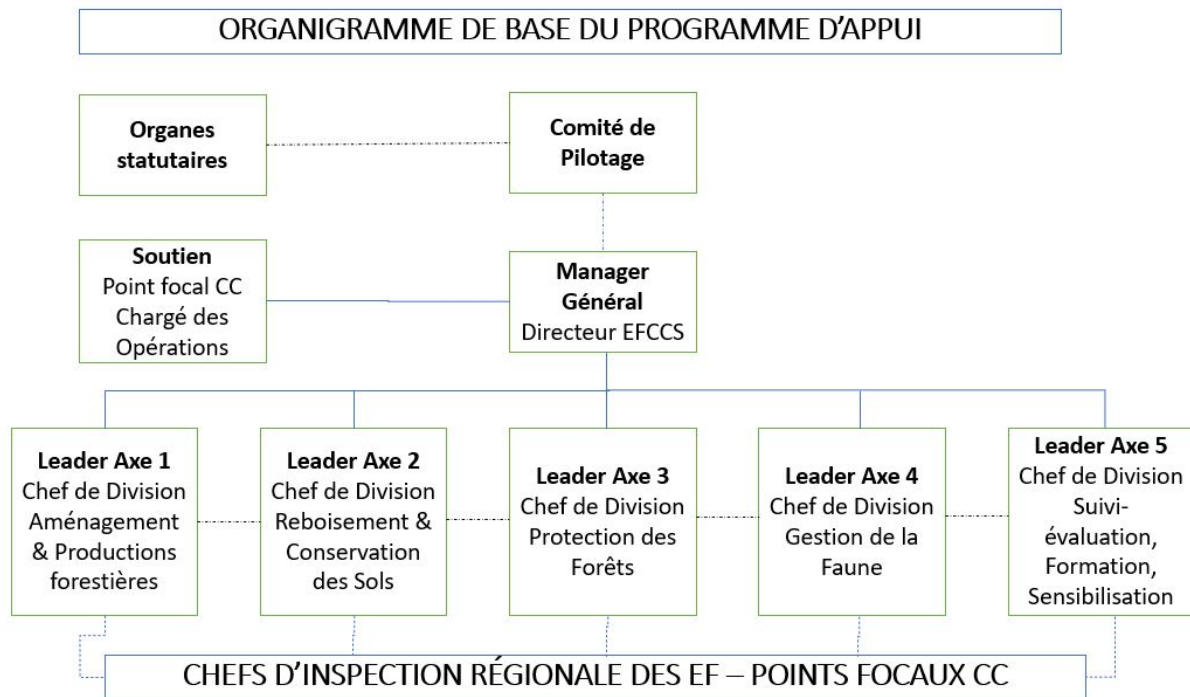 ORGANIGRAMME DE BASE DU PROGRAMME D'APPUI
Organes
statutaires
Comité de
Pilotage
Soutien
Point focal CC
Chargé des
Opérations
Manager
Général
Directeur EFCCS
Leader Axe 1
Chef de Division
Aménagement
& Productions
forestières
Leader Axe 2
Chef de Division
Reboisement &
Conservation
des Sols
Leader Axe 3
Chef de Division
Protection des
Forêts
Leader Axe 4
Chef de Division
Gestion de la
Faune
Leader Axe 5
Chef de Division
Suivi-
évaluation,
Formation,
Sensibilisation
CHEFS D'INSPECTION RÉGIONALE DES EF – POINTS FOCAUX CC